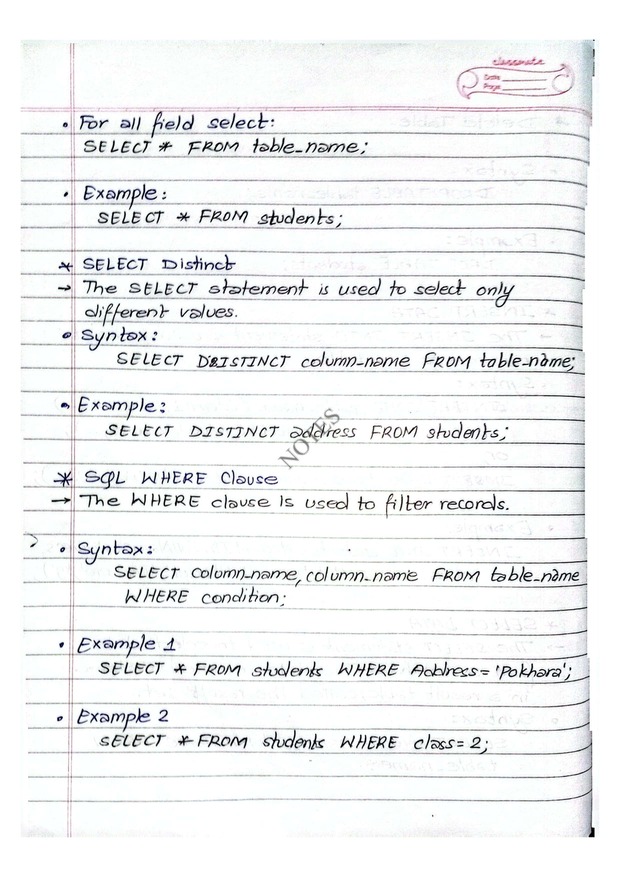 classmate
Date
Page
• For all field select:
SELECT * FROM table_name;
• Example:
SELECT * FROM students;
* SELECT Distinct
→ The SELECT statement is used to select only
different values.
• Syntax:
SELECT DISTINCT column_name FROM table_name;
• Example:
SELECT DISTINCT address FROM students;
NOTES
* SQL WHERE Clause
→ The WHERE clause is used to filter records.
• Syntax:
SELECT column_name, column_name FROM table_name
WHERE condition;
• Example 1
SELECT * FROM students WHERE Address = 'Pokhara';
• Example 2
SELECT * FROM students WHERE class = 2;